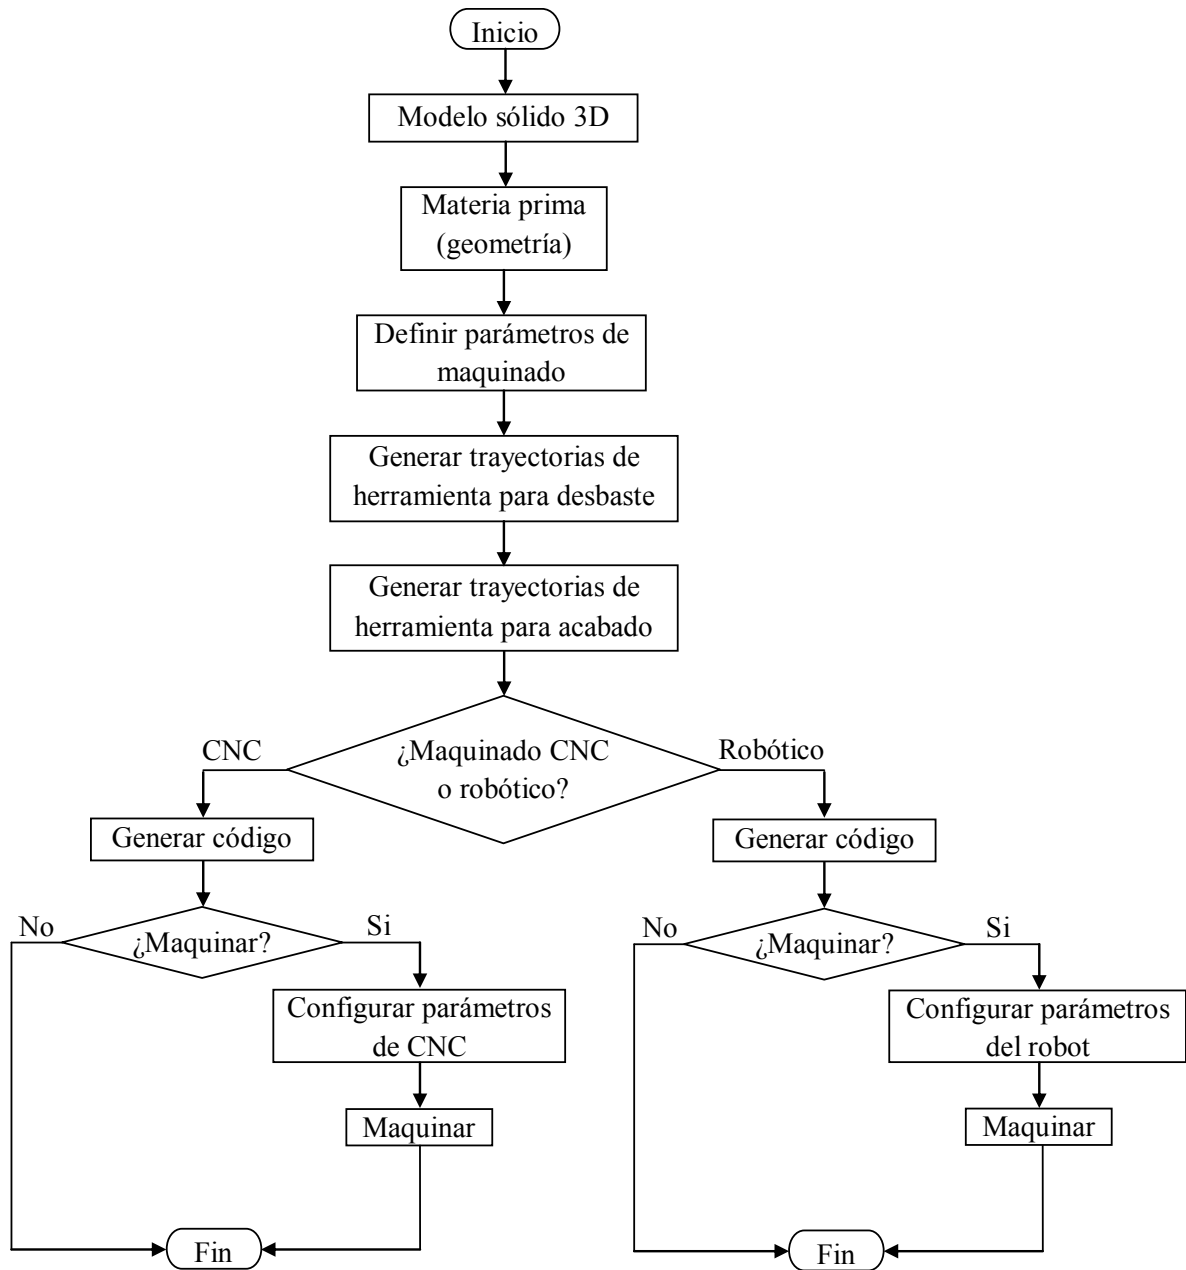 Inicio
Modelo sólido 3D
Materia prima
(geometría)
Definir parámetros de
maquinado
Generar trayectorias de
herramienta para desbaste
Generar trayectorias de
herramienta para acabado
¿Maquinado CNC
o robótico?
CNC
Robótico
Generar código
¿Maquinar?
No
Si
Configurar parámetros
de CNC
Maquinar
Fin
Generar código
¿Maquinar?
No
Si
Configurar parámetros
del robot
Maquinar
Fin